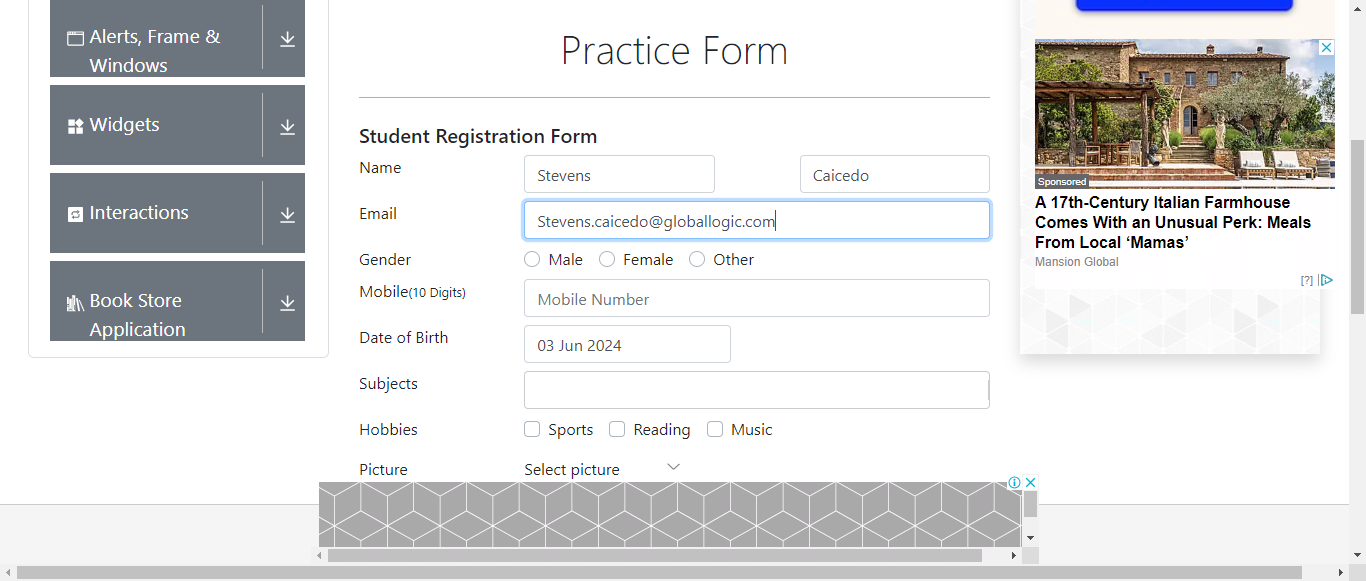 Alerts, Frame &
Windows
Widgets
Interactions
Book Store
Application
Practice Form
Student Registration Form
Name
Stevens
Caicedo
Email
Stevens.caicedo@globallogic.com
Gender
Male
Female
Other
Mobile(10 Digits)
Mobile Number
Date of Birth
03 Jun 2024
Subjects
Hobbies
Sports
Reading
Music
Picture
Select picture
Sponsored
A 17th-Century Italian Farmhouse
Comes With an Unusual Perk: Meals
From Local ‘Mamas’
Mansion Global
[?]